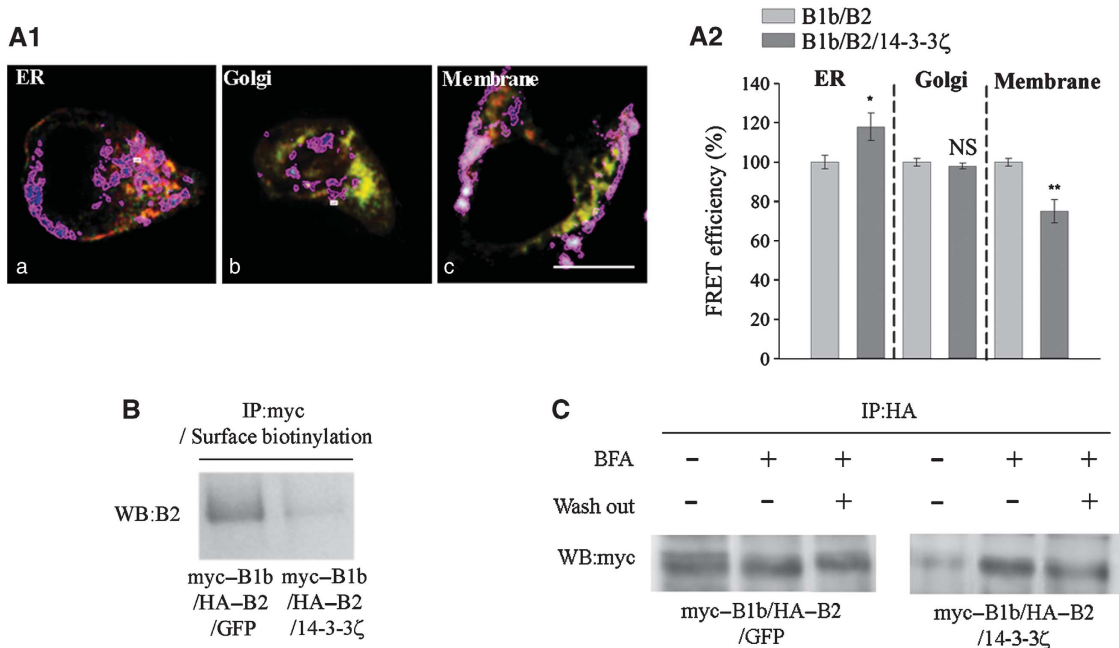 A1
ER
Golgi
Membrane
a
b
c
A2
B1b/B2
B1b/B2/14-3-3ζ
ER
Golgi
Membrane
FRET efficiency (%)
140
120
100
80
60
40
20
0
*
NS
**
B
IP:myc
/ Surface biotinylation
WB:B2
myc–B1b
/HA–B2
/GFP
myc–B1b
/HA–B2
/14-3-3ζ
C
IP:HA
BFA – + + – + +
Wash out – – + – – +
WB:myc
myc–B1b/HA–B2
/GFP
myc–B1b/HA–B2
/14-3-3ζ